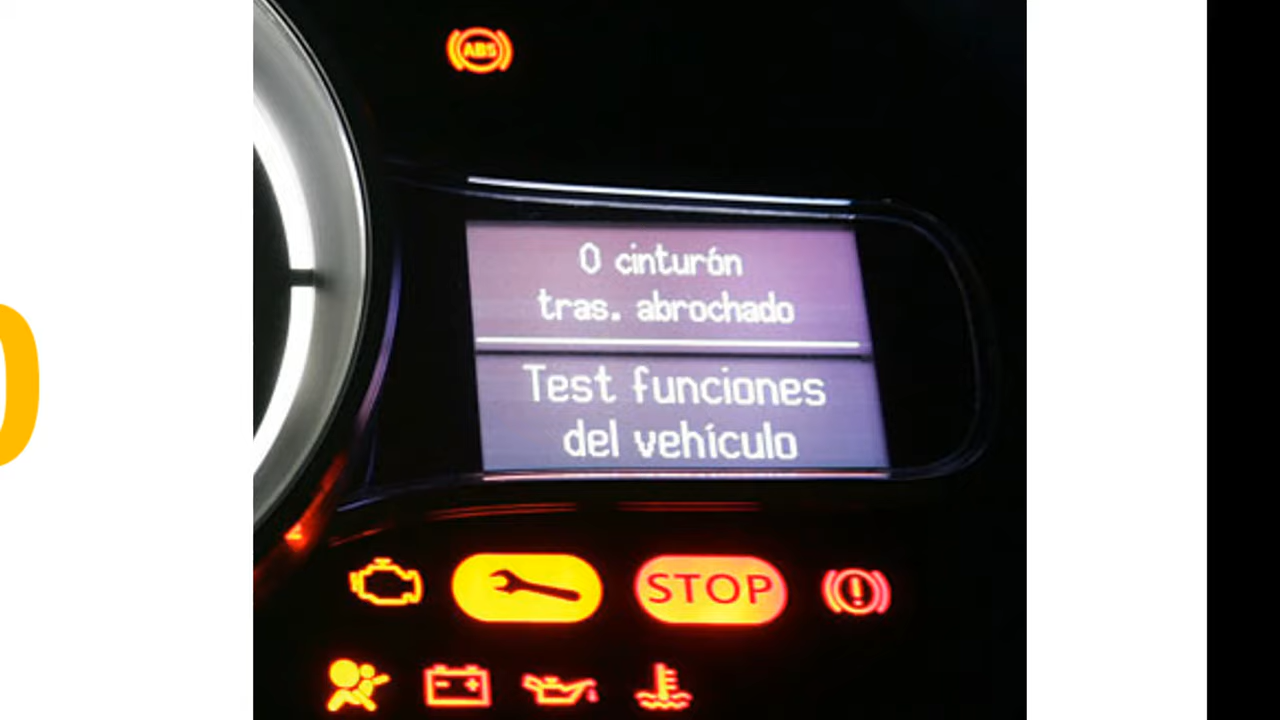 ABS
0 cinturón
tras. abrochado
Test funciones
del vehículo
STOP